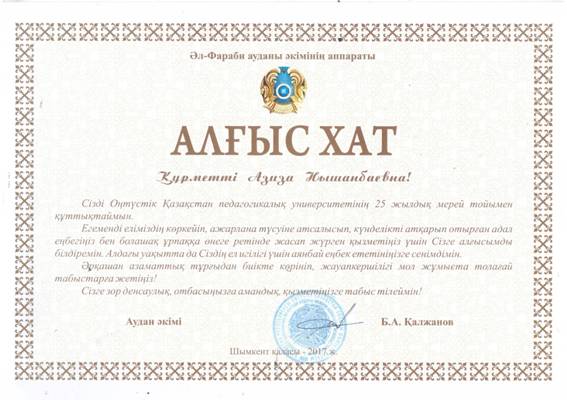 Әл-Фараби ауданы әкімінің аппараты
АЛҒЫС ХАТ
Құрметті Азиза Нышанбаевна!
Сізді Оңтүстік Қазақстан педагогикалық университетінің 25 жылдық мерей тойымен
құттықтаймын.
Егеменді еліміздің көркейіп, ажарлана түсуіне атсалысып, күнделікті атқарып отырған адал
еңбегіңіз бен болашақ ұрпаққа өнеге ретінде жасап жүрген қызметіңіз үшін Сізге алғысымды
білдіремін. Алдағы уақытта да Сіздің ел игілігі үшін аянбай еңбек ететініңізге сенімдімін.
Әрқашан азаматтық тұрғыдан биікте көрініп, жауапкершілігі мол жұмыста толағай
табыстарға жетіңіз!
Сізге зор денсаулық, отбасыңызға амандық, қызметіңізге табыс тілеймін!
Аудан әкімі
Б.А. Қалжанов
Шымкент қаласы - 2017 ж.